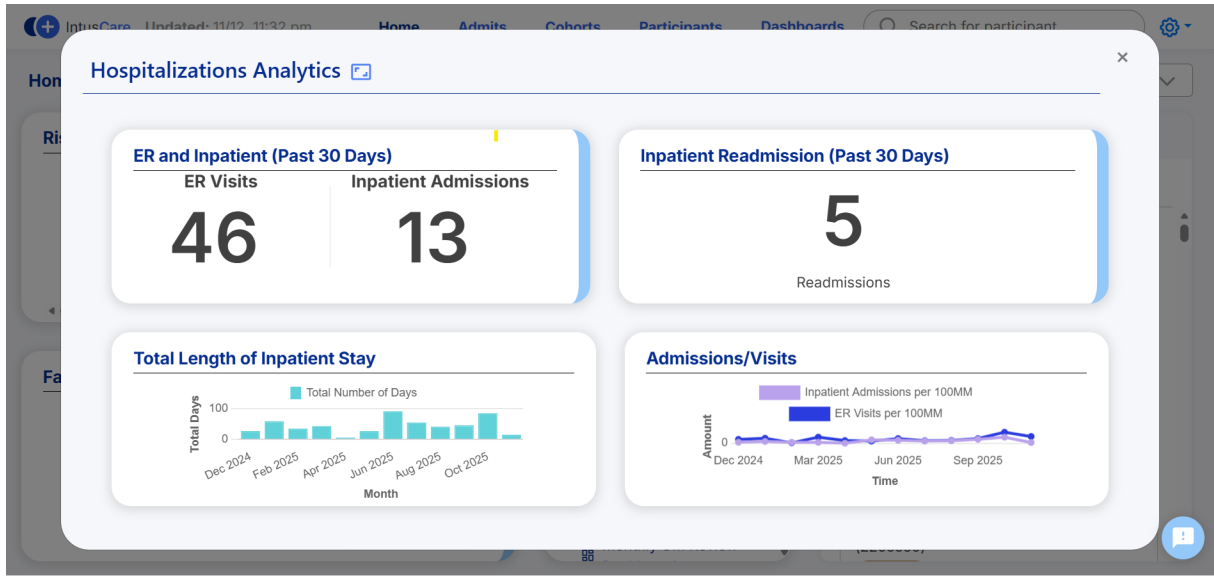 IntusCare Updated: 11/12, 11:32 pm Home Admits Cohorts Participants Dashboards Search for participant
Hospitalizations Analytics
×
ER and Inpatient (Past 30 Days)
ER Visits
Inpatient Admissions
46
13
Inpatient Readmission (Past 30 Days)
5
Readmissions
Total Length of Inpatient Stay
Total Number of Days
Total Days
100
0
Dec 2024 Feb 2025 Apr 2025 Jun 2025 Aug 2025 Oct 2025
Month
Admissions/Visits
Inpatient Admissions per 100MM
ER Visits per 100MM
Amount
0
Dec 2024 Mar 2025 Jun 2025 Sep 2025
Time